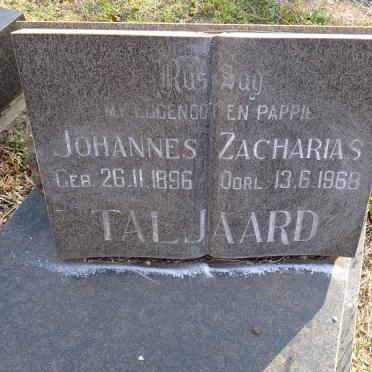 Rus Sag
MY EGGENOOT EN PAPPIE
JOHANNES ZACHARIAS
GEB. 26.11.1896 OORL. 13.6.1968
TALJAARD